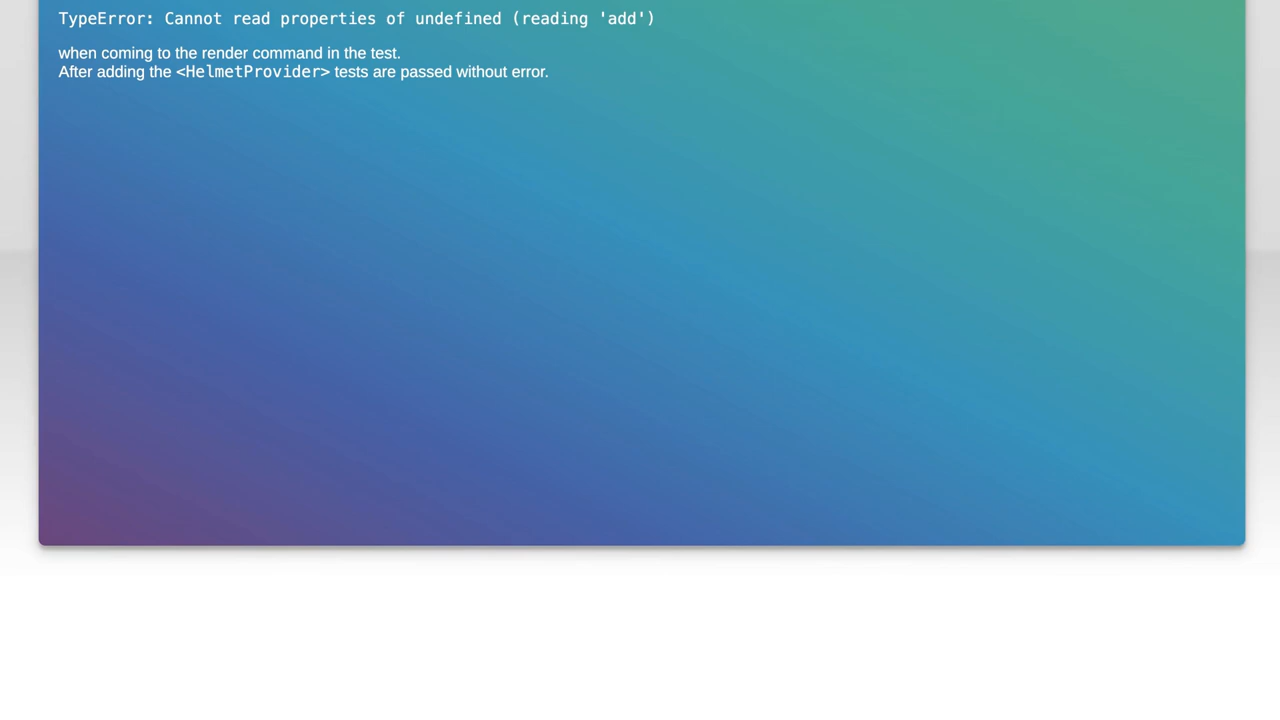 TypeError: Cannot read properties of undefined (reading 'add')
when coming to the render command in the test.
After adding the <HelmetProvider> tests are passed without error.